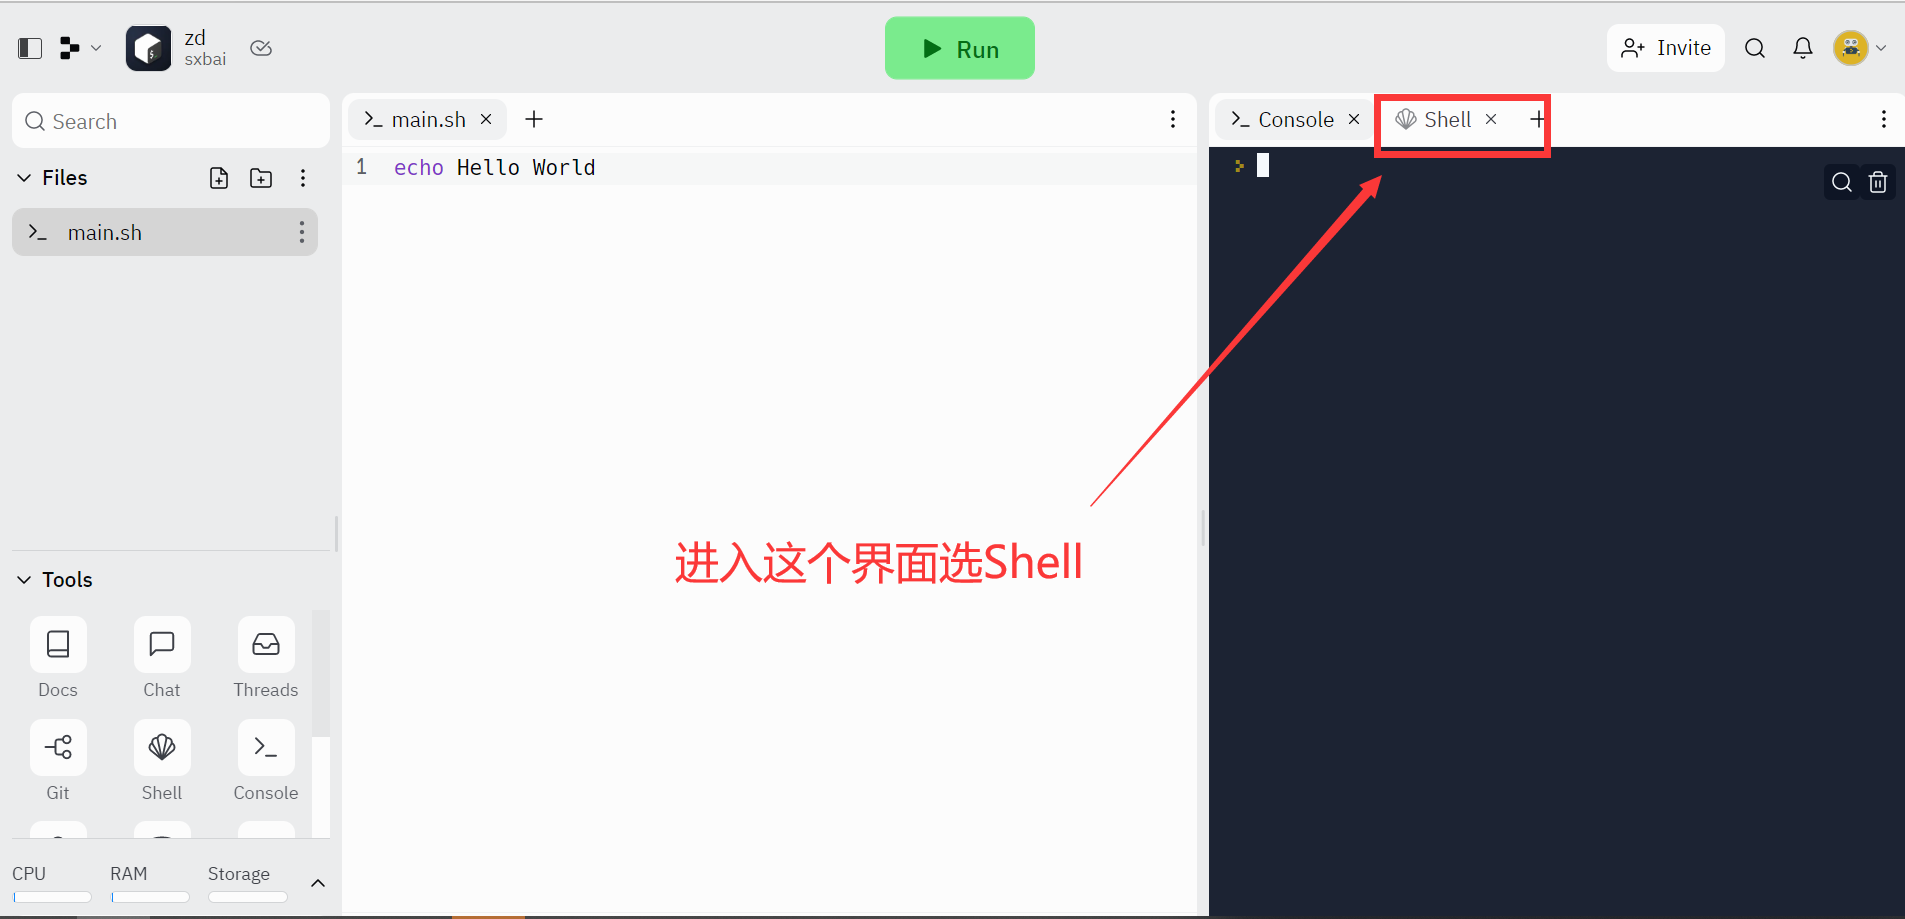 zd
sxbai
Run
Invite
Search
main.sh
Console
Shell
Files
1 echo Hello World
main.sh
进入这个界面选Shell
Tools
Docs Chat Threads
Git Shell Console
CPU RAM Storage